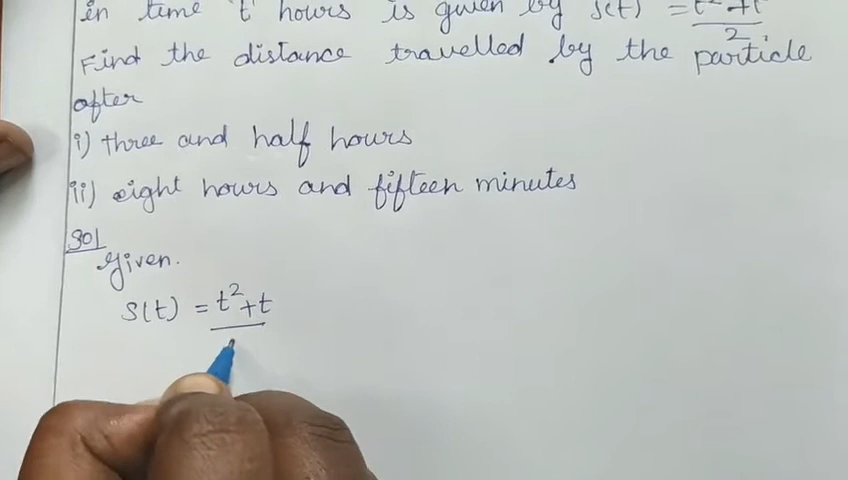 in time 't' hours is given by S(t) = t²+t/2.
Find the distance travelled by the particle
after
i) three and half hours
ii) eight hours and fifteen minutes
Sol
Given.
S(t) = t²+t